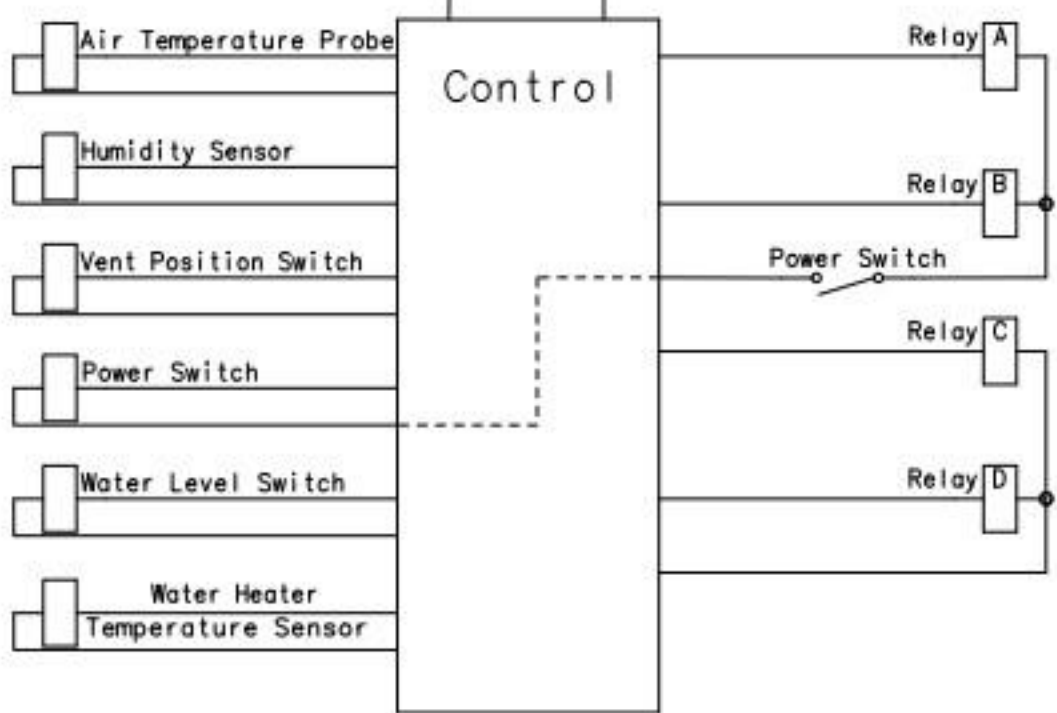 Air Temperature Probe
Humidity Sensor
Vent Position Switch
Power Switch
Water Level Switch
Water Heater
Temperature Sensor
Control
Relay A
Relay B
Power Switch
Relay C
Relay D